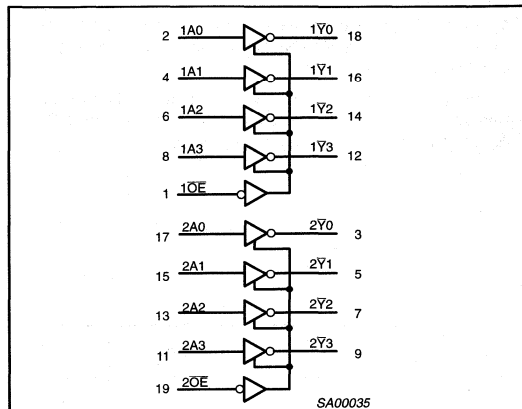 2 1A0 1Y̅0 18
4 1A1 1Y̅1 16
6 1A2 1Y̅2 14
8 1A3 1Y̅3 12
1 1O̅E̅
17 2A0 2Y̅0 3
15 2A1 2Y̅1 5
13 2A2 2Y̅2 7
11 2A3 2Y̅3 9
19 2O̅E̅
SA00035